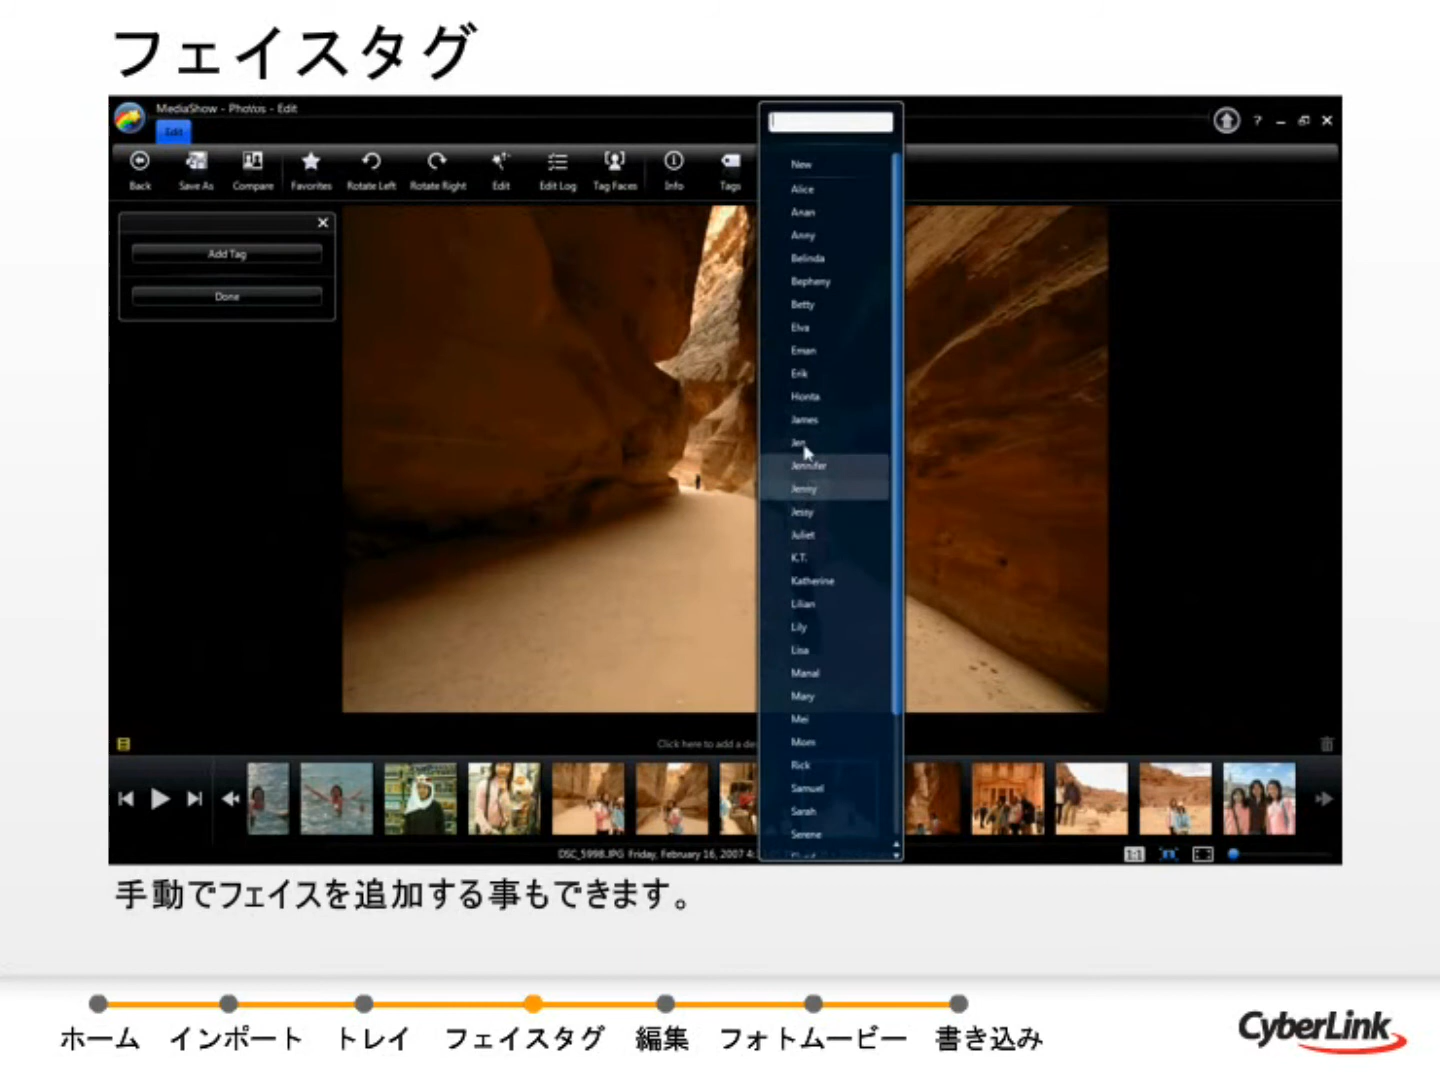 フェイスタグ
MediaShow - Photos - Edit
Edit
?
Back
Save As
Compare
Favorites
Rotate Left
Rotate Right
Edit
Edit Log
Tag Faces
Info
Tags
Add Tag
Done
New
Alice
Anan
Anny
Belinda
Bepheny
Betty
Elva
Eman
Erik
Hionta
James
Jen
Jennifer
Jenny
Jessy
Juliet
K.T.
Katherine
Lilian
Lily
Lisa
Manal
Mary
Mei
Mom
Rick
Samuel
Sarah
Serene
Click here to add a de
DSC_5998.JPG Friday, February 16, 2007 4:
1:1
手動でフェイスを追加する事もできます。
ホーム インポート トレイ フェイスタグ 編集 フォトムービー 書き込み
CyberLink